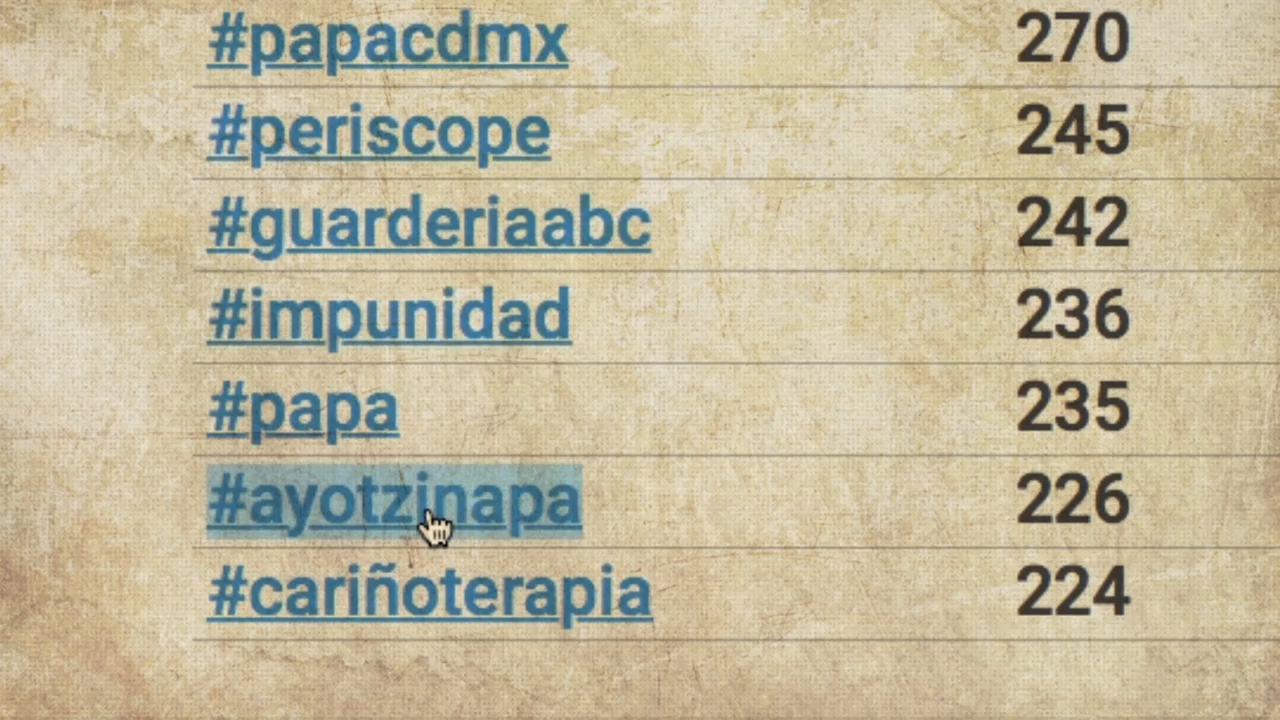 #papacdmx 270
#periscope 245
#guarderiaabc 242
#impunidad 236
#papa 235
#ayotzinapa 226
#cariñoterapia 224